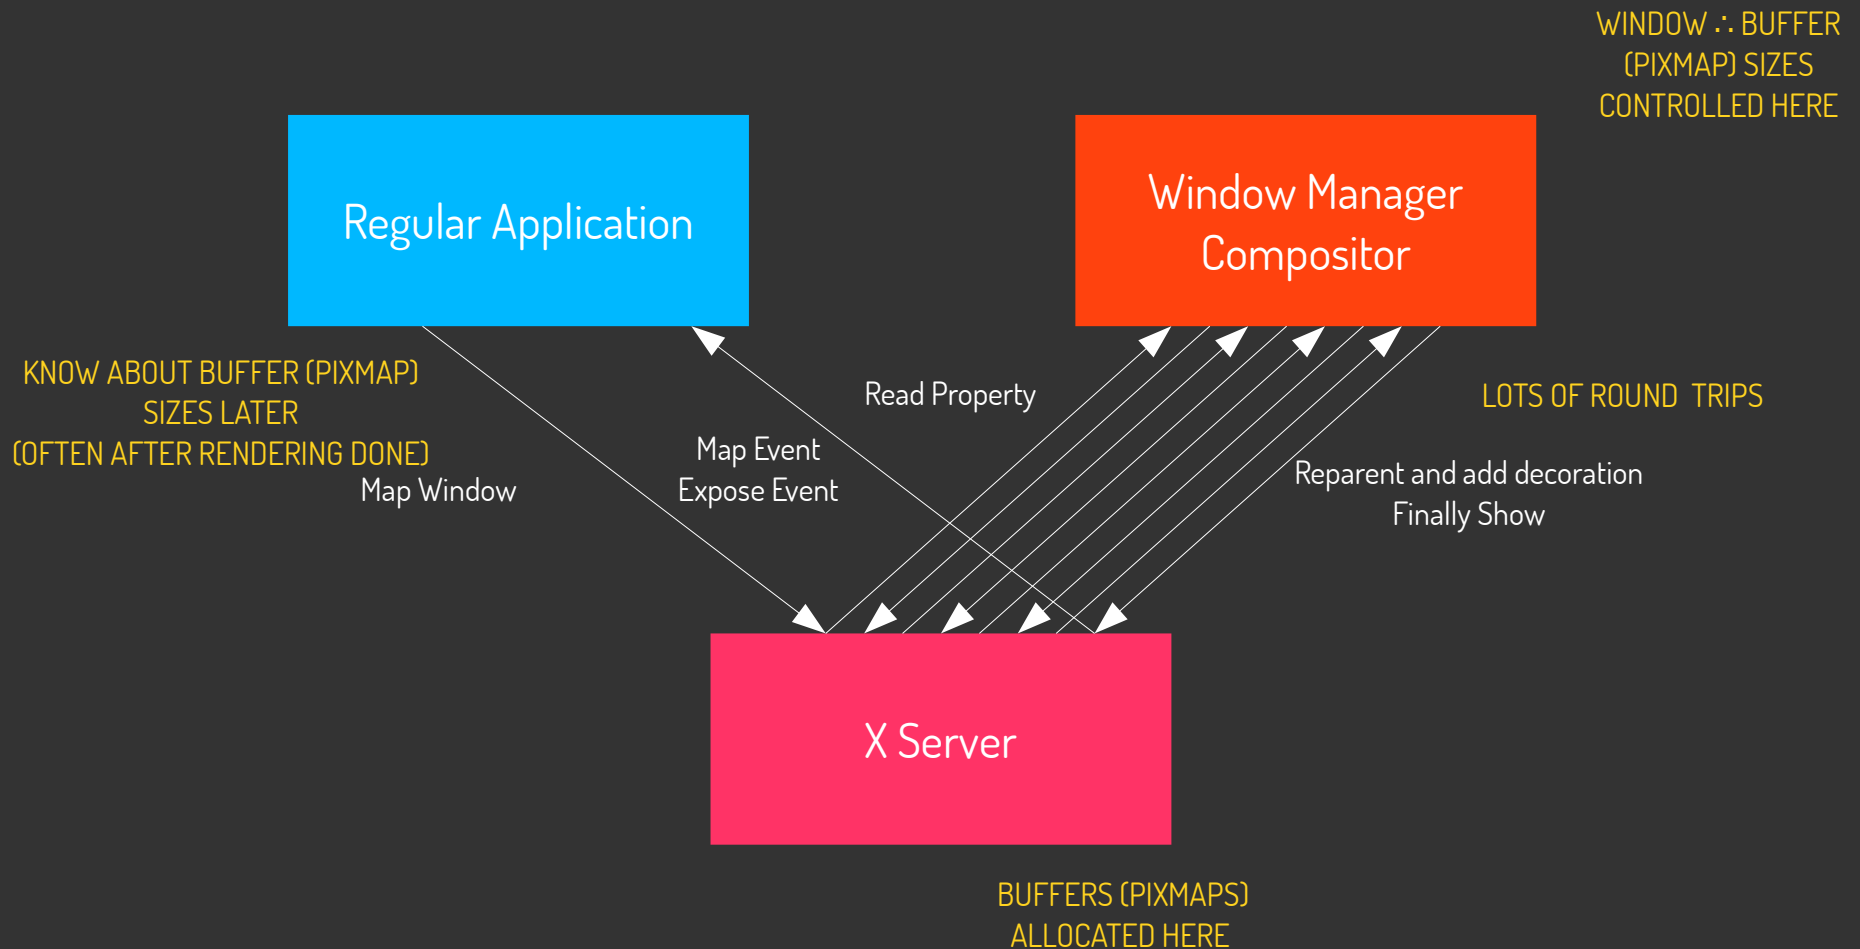 WINDOW ∴ BUFFER
(PIXMAP) SIZES
CONTROLLED HERE
Regular Application
Window Manager
Compositor
KNOW ABOUT BUFFER (PIXMAP)
SIZES LATER
(OFTEN AFTER RENDERING DONE)
Map Window
Map Event
Expose Event
Read Property
LOTS OF ROUND  TRIPS
Reparent and add decoration
Finally Show
X Server
BUFFERS (PIXMAPS)
ALLOCATED HERE